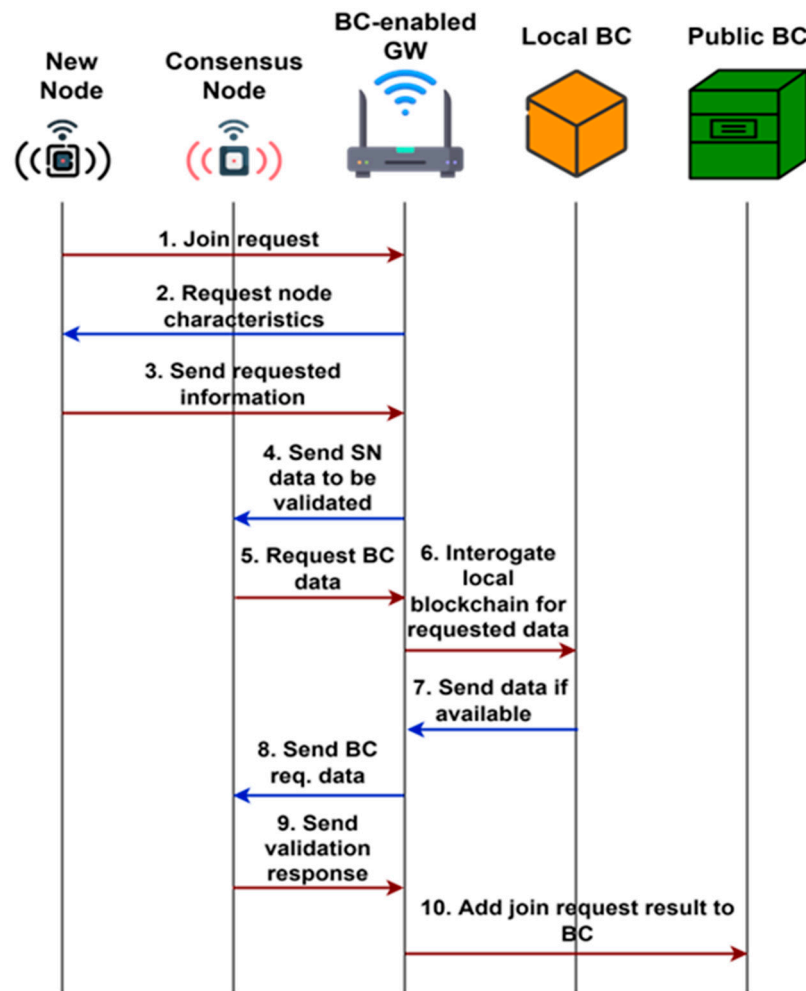 New
Node
Consensus
Node
BC-enabled
GW
Local BC
Public BC
1. Join request
2. Request node
characteristics
3. Send requested
information
4. Send SN
data to be
validated
5. Request BC
data
6. Interogate
local
blockchain for
requested data
7. Send data if
available
8. Send BC
req. data
9. Send
validation
response
10. Add join request result to
BC